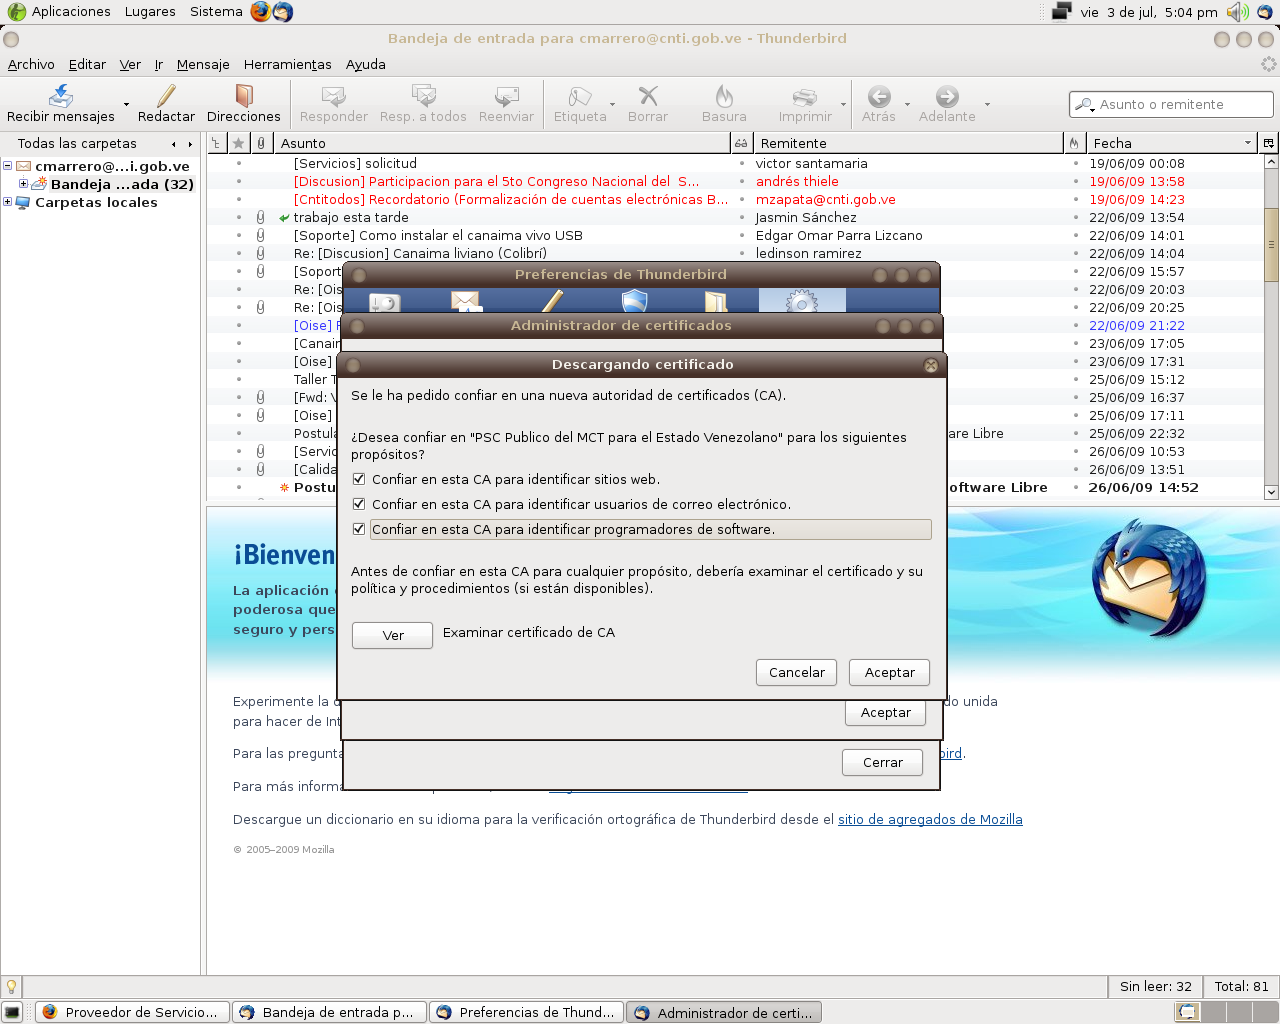 Aplicaciones Lugares Sistema vie 3 de jul, 5:04 pm
Bandeja de entrada para cmarrero@cnti.gob.ve - Thunderbird
Archivo Editar Ver Ir Mensaje Herramientas Ayuda
Recibir mensajes Redactar Direcciones Responder Resp. a todos Reenviar Etiqueta Borrar Basura Imprimir Atrás Adelante Asunto o remitente
Todas las carpetas Asunto Remitente Fecha
cmarrero@...i.gob.ve
Bandeja ...ada (32)
Carpetas locales
[Servicios] solicitud victor santamaria 19/06/09 00:08
[Discusion] Participacion para el 5to Congreso Nacional del S... andrés thiele 19/06/09 13:58
[Cntitodos] Recordatorio (Formalización de cuentas electrónicas B... mzapata@cnti.gob.ve 19/06/09 14:23
trabajo esta tarde Jasmin Sánchez 22/06/09 13:54
[Soporte] Como instalar el canaima vivo USB Edgar Omar Parra Lizcano 22/06/09 14:01
Re: [Discusion] Canaima liviano (Colibrí) ledinson ramirez 22/06/09 14:04
[Soport 22/06/09 15:57
Re: [Ois 22/06/09 20:03
Re: [Ois 22/06/09 20:25
[Oise] 22/06/09 21:22
[Canain 23/06/09 17:05
[Oise] 23/06/09 17:31
Taller T 25/06/09 15:12
[Fwd: 25/06/09 16:37
[Oise] 25/06/09 17:11
Postula are Libre 25/06/09 22:32
[Servic 26/06/09 10:53
[Calida 26/06/09 13:51
Postu oftware Libre 26/06/09 14:52
Preferencias de Thunderbird
Administrador de certificados
Descargando certificado
Se le ha pedido confiar en una nueva autoridad de certificados (CA).
¿Desea confiar en "PSC Publico del MCT para el Estado Venezolano" para los siguientes
propósitos?
Confiar en esta CA para identificar sitios web.
Confiar en esta CA para identificar usuarios de correo electrónico.
Confiar en esta CA para identificar programadores de software.
Antes de confiar en esta CA para cualquier propósito, debería examinar el certificado y su
política y procedimientos (si están disponibles).
Ver Examinar certificado de CA
Cancelar Aceptar
Aceptar
Cerrar
¡Bienven
La aplicación
poderosa que
seguro y pers
Experimente la do unida
para hacer de Int
Para las pregunta bird.
Para más informa
Descargue un diccionario en su idioma para la verificación ortográfica de Thunderbird desde el sitio de agregados de Mozilla
© 2005–2009 Mozilla
Sin leer: 32 Total: 81
Proveedor de Servicio... Bandeja de entrada p... Preferencias de Thund... Administrador de certi...